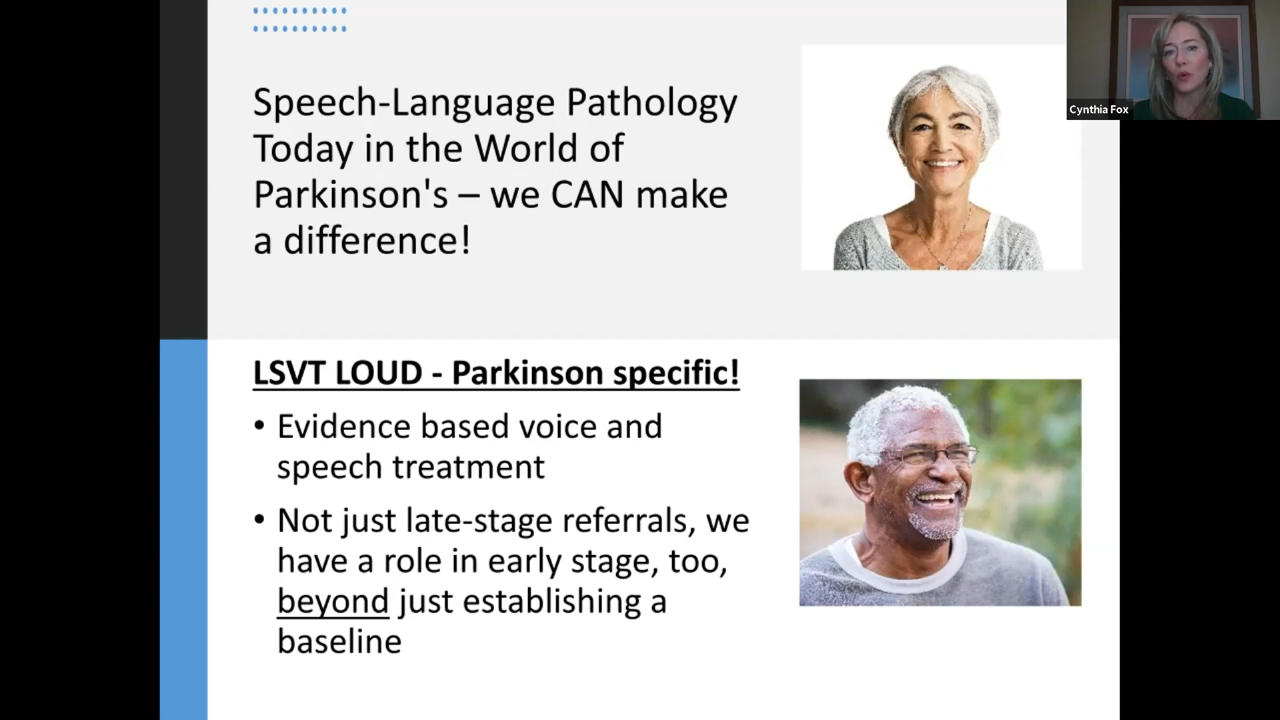 Speech-Language Pathology
Today in the World of
Parkinson's – we CAN make
a difference!
Cynthia Fox
LSVT LOUD - Parkinson specific!
• Evidence based voice and
speech treatment
• Not just late-stage referrals, we
have a role in early stage, too,
beyond just establishing a
baseline